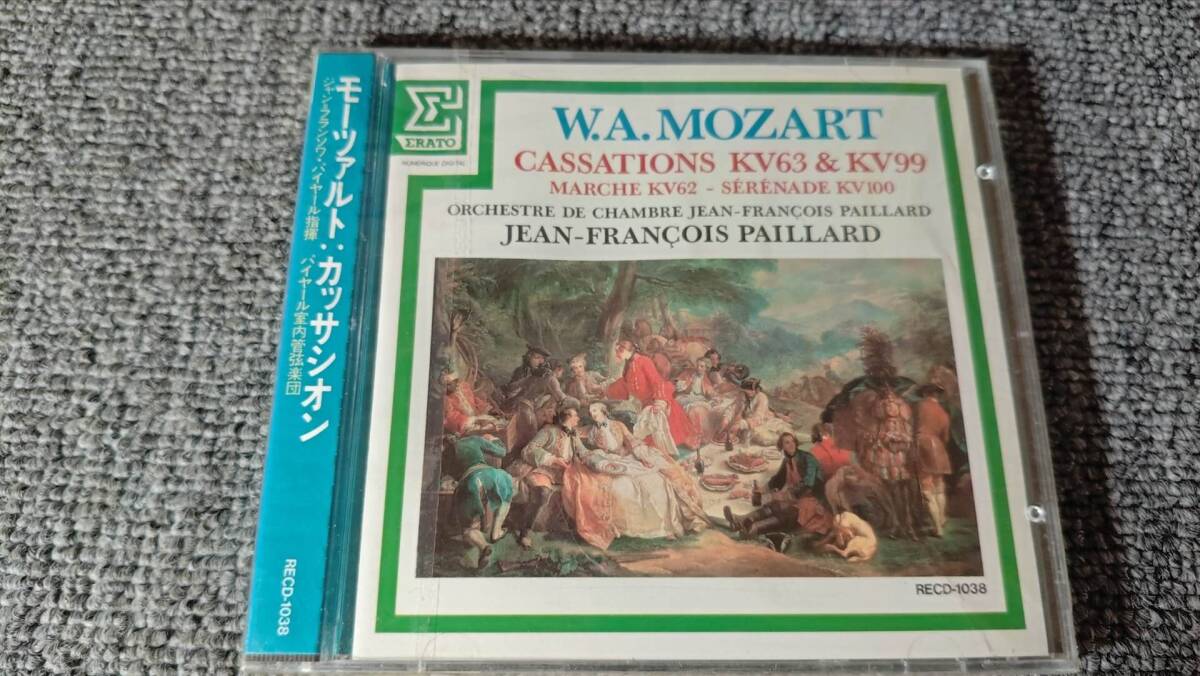 モーツァルト:カッサシオン
ジャン=フランソワ・パイヤール指揮 パイヤール室内管弦楽団
RECD-1038
ERATO
NUMERIQUE DIGITAL
W.A. MOZART
CASSATIONS KV63 & KV99
MARCHE KV62 - SÉRÉNADE KV100
ORCHESTRE DE CHAMBRE JEAN-FRANÇOIS PAILLARD
JEAN-FRANÇOIS PAILLARD
RECD-1038